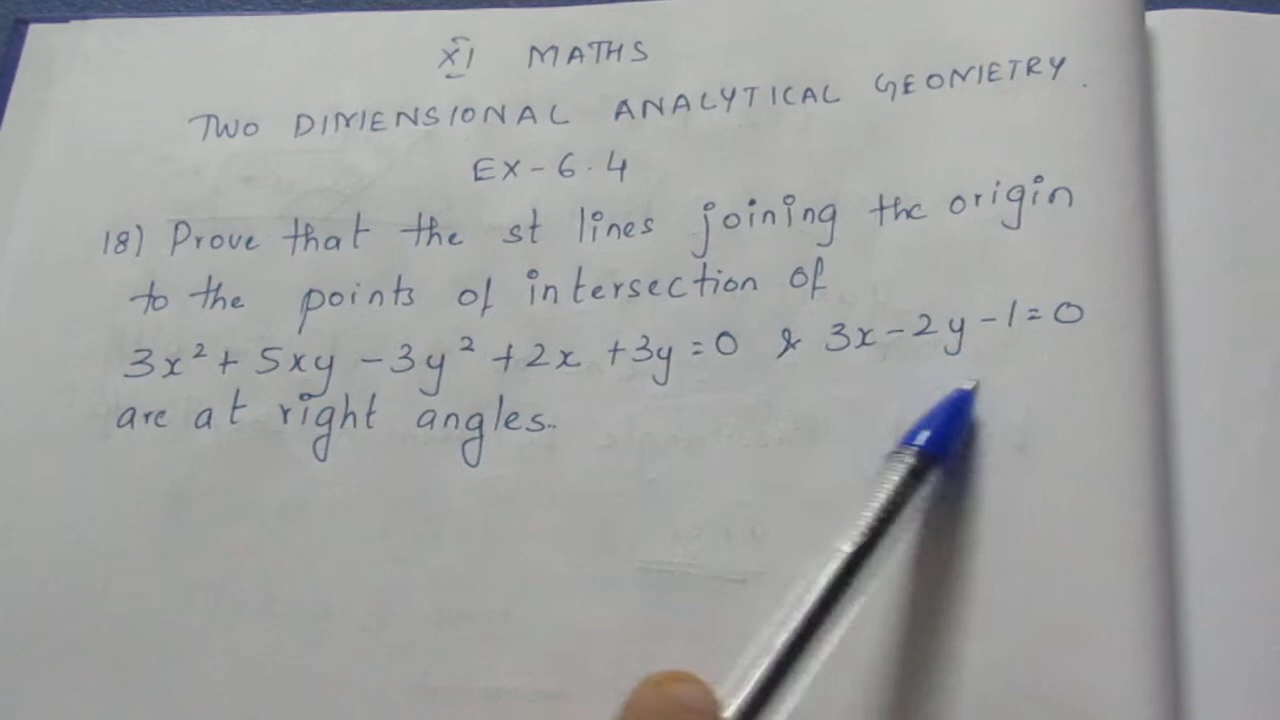 XI MATHS
TWO DIMENSIONAL ANALYTICAL GEOMETRY.
EX-6.4
18) Prove that the st lines joining the origin
to the points of intersection of
3x² + 5xy - 3y² + 2x + 3y = 0 & 3x - 2y - 1 = 0
are at right angles..